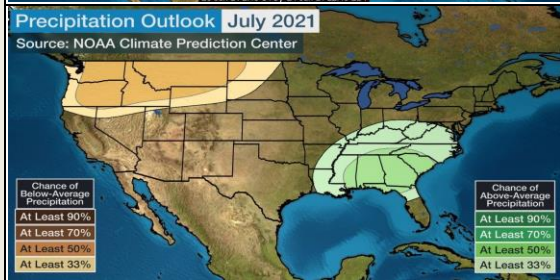 Precipitation Outlook July 2021
Source: NOAA Climate Prediction Center
Chance of
Below-Average
Precipitation
At Least 90%
At Least 70%
At Least 50%
At Least 33%
Chance of
Above-Average
Precipitation
At Least 90%
At Least 70%
At Least 50%
At Least 33%